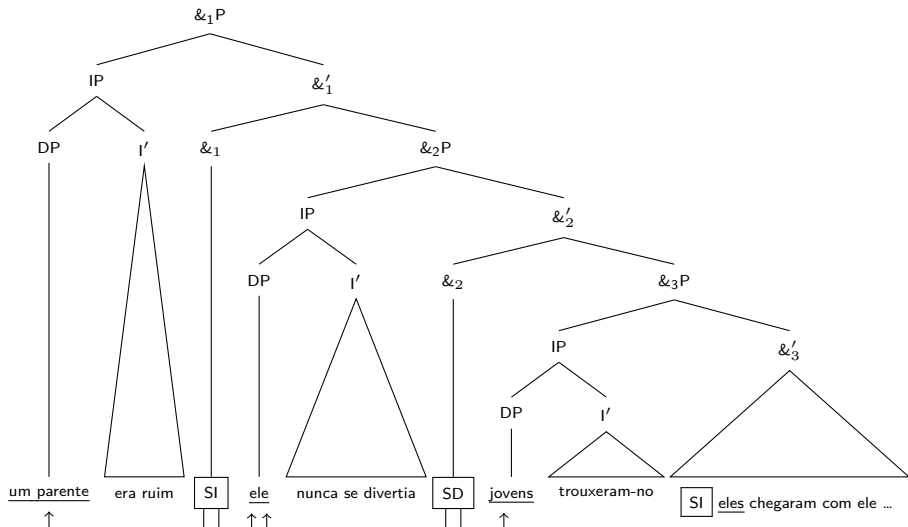 &₁P
IP &′₁
DP I′ &₁ &₂P
IP &′₂
DP I′ &₂ &₃P
IP &′₃
DP I′
um parente era ruim SI ele nunca se divertia SD jovens trouxeram-no SI eles chegaram com ele ...
↑ ↑ ↑ ↑